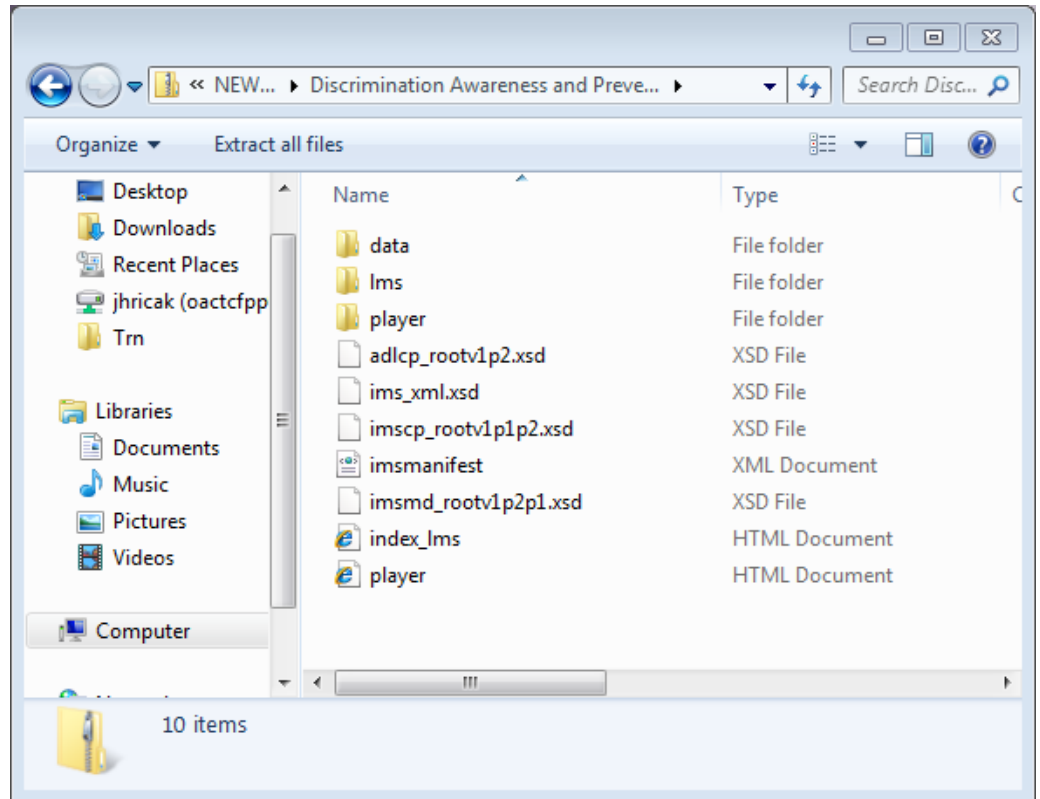 « NEW... ▸ Discrimination Awareness and Preve... ▸ Search Disc...
Organize ▼ Extract all files
Desktop
Downloads
Recent Places
jhricak (oactcfpp
Trn
Libraries
Documents
Music
Pictures
Videos
Computer
Name Type
data File folder
lms File folder
player File folder
adlcp_rootv1p2.xsd XSD File
ims_xml.xsd XSD File
imscp_rootv1p1p2.xsd XSD File
imsmanifest XML Document
imsmd_rootv1p2p1.xsd XSD File
index_lms HTML Document
player HTML Document
10 items